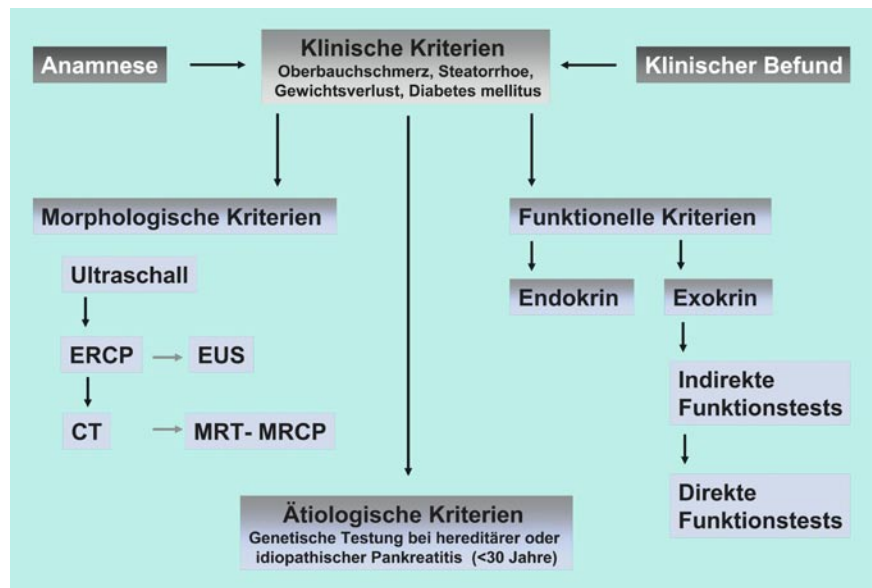 Anamnese
Klinische Kriterien
Oberbauchschmerz, Steatorrhoe,
Gewichtsverlust, Diabetes mellitus
Klinischer Befund
Morphologische Kriterien
Ultraschall
ERCP
EUS
CT
MRT- MRCP
Funktionelle Kriterien
Endokrin
Exokrin
Indirekte
Funktionstests
Direkte
Funktionstests
Ätiologische Kriterien
Genetische Testung bei hereditärer oder
idiopathischer Pankreatitis (<30 Jahre)